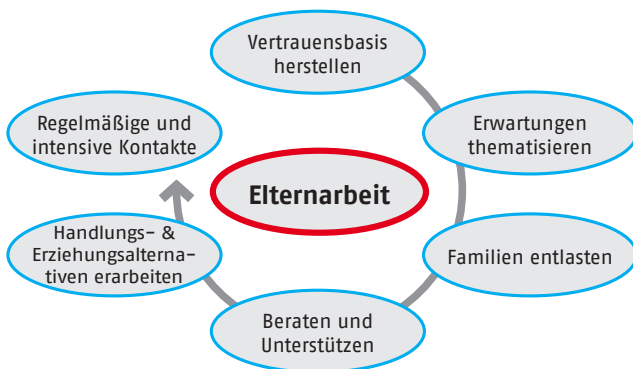 Vertrauensbasis
herstellen
Erwartungen
thematisieren
Familien entlasten
Beraten und
Unterstützen
Handlungs- &
Erziehungsalterna-
tiven erarbeiten
Regelmäßige und
intensive Kontakte
Elternarbeit